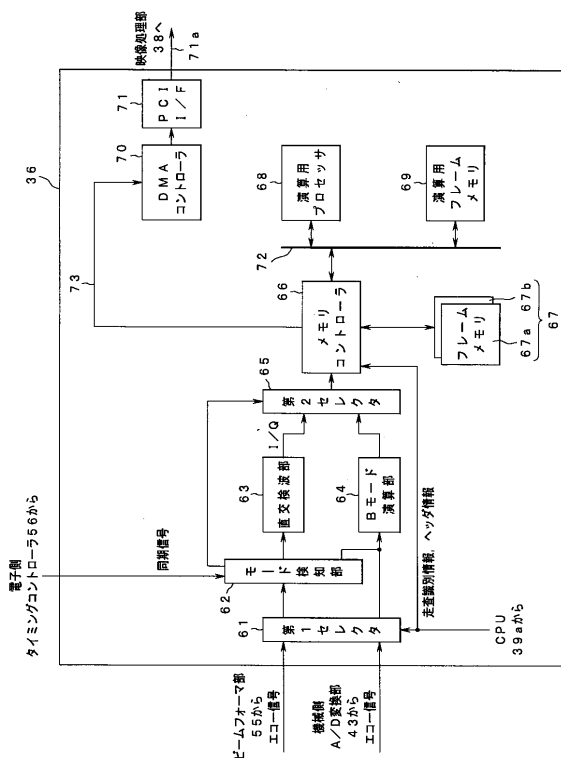 36
電子側
タイミングコントローラ56から
ビームフォーマ部
55から
エコー信号
機械側
A/D変換部
43から
エコー信号
61
第1セレクタ
62
モード検知部
同期信号
63
直交検波部
64
Bモード
演算部
I/Q
65
第2セレクタ
66
メモリ
コントローラ
走査識別情報、ヘッダ情報
CPU
39aから
フレーム
メモリ
67a
67b
67
72
68
演算用
プロセッサ
69
演算用
フレーム
メモリ
73
70
DMA
コントローラ
71
PCI
I/F
71a
映像処理部
38へ